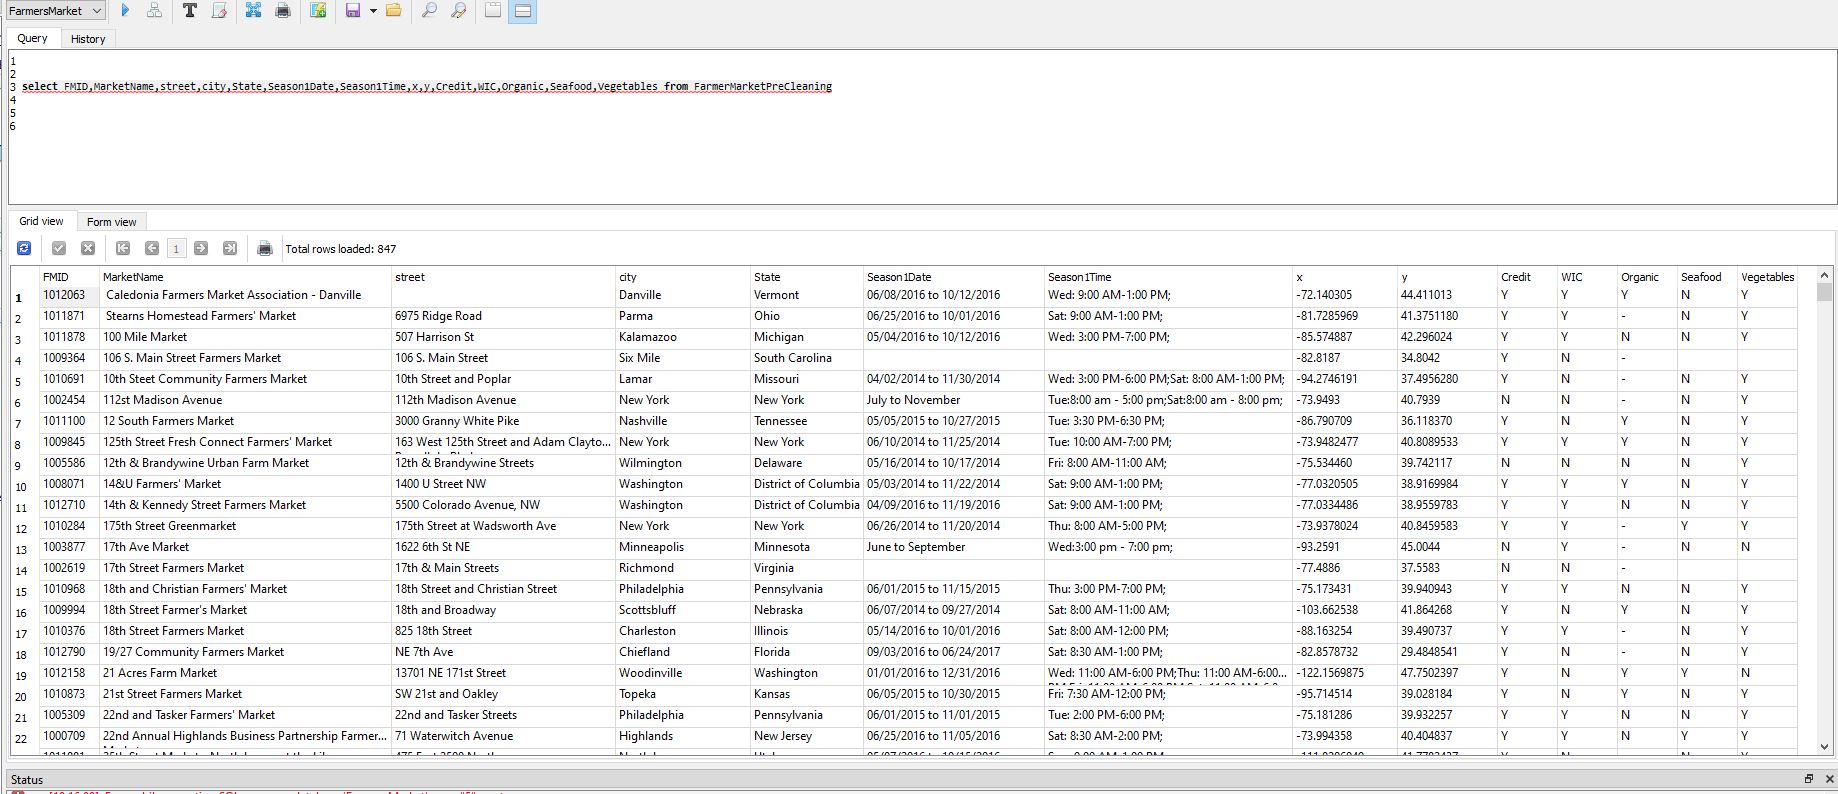 FarmersMarket
Query History
1
2
3 select FMID,MarketName,street,city,State,Season1Date,Season1Time,x,y,Credit,WIC,Organic,Seafood,Vegetables from FarmerMarketPreCleaning
4
5
6
Grid view Form view
1 Total rows loaded: 847
FMID MarketName street city State Season1Date Season1Time x y Credit WIC Organic Seafood Vegetables
1 1012063 Caledonia Farmers Market Association - Danville Danville Vermont 06/08/2016 to 10/12/2016 Wed: 9:00 AM-1:00 PM; -72.140305 44.411013 Y Y Y N Y
2 1011871 Stearns Homestead Farmers' Market 6975 Ridge Road Parma Ohio 06/25/2016 to 10/01/2016 Sat: 9:00 AM-1:00 PM; -81.7285969 41.3751180 Y Y - N Y
3 1011878 100 Mile Market 507 Harrison St Kalamazoo Michigan 05/04/2016 to 10/12/2016 Wed: 3:00 PM-7:00 PM; -85.574887 42.296024 Y Y N N Y
4 1009364 106 S. Main Street Farmers Market 106 S. Main Street Six Mile South Carolina -82.8187 34.8042 Y N -
5 1010691 10th Steet Community Farmers Market 10th Street and Poplar Lamar Missouri 04/02/2014 to 11/30/2014 Wed: 3:00 PM-6:00 PM;Sat: 8:00 AM-1:00 PM; -94.2746191 37.4956280 Y N - N Y
6 1002454 112st Madison Avenue 112th Madison Avenue New York New York July to November Tue:8:00 am - 5:00 pm;Sat:8:00 am - 8:00 pm; -73.9493 40.7939 N N - N Y
7 1011100 12 South Farmers Market 3000 Granny White Pike Nashville Tennessee 05/05/2015 to 10/27/2015 Tue: 3:30 PM-6:30 PM; -86.790709 36.118370 Y N Y N Y
8 1009845 125th Street Fresh Connect Farmers' Market 163 West 125th Street and Adam Clayto... New York New York 06/10/2014 to 11/25/2014 Tue: 10:00 AM-7:00 PM; -73.9482477 40.8089533 Y Y Y N Y
9 1005586 12th & Brandywine Urban Farm Market 12th & Brandywine Streets Wilmington Delaware 05/16/2014 to 10/17/2014 Fri: 8:00 AM-11:00 AM; -75.534460 39.742117 N N N N Y
10 1008071 14&U Farmers' Market 1400 U Street NW Washington District of Columbia 05/03/2014 to 11/22/2014 Sat: 9:00 AM-1:00 PM; -77.0320505 38.9169984 Y Y Y N Y
11 1012710 14th & Kennedy Street Farmers Market 5500 Colorado Avenue, NW Washington District of Columbia 04/09/2016 to 11/19/2016 Sat: 9:00 AM-1:00 PM; -77.0334486 38.9559783 Y Y N N Y
12 1010284 175th Street Greenmarket 175th Street at Wadsworth Ave New York New York 06/26/2014 to 11/20/2014 Thu: 8:00 AM-5:00 PM; -73.9378024 40.8459583 Y Y - Y Y
13 1003877 17th Ave Market 1622 6th St NE Minneapolis Minnesota June to September Wed:3:00 pm - 7:00 pm; -93.2591 45.0044 N Y - N N
14 1002619 17th Street Farmers Market 17th & Main Streets Richmond Virginia -77.4886 37.5583 N N -
15 1010968 18th and Christian Farmers' Market 18th Street and Christian Street Philadelphia Pennsylvania 06/01/2015 to 11/15/2015 Thu: 3:00 PM-7:00 PM; -75.173431 39.940943 Y Y N N Y
16 1009994 18th Street Farmer's Market 18th and Broadway Scottsbluff Nebraska 06/07/2014 to 09/27/2014 Sat: 8:00 AM-11:00 AM; -103.662538 41.864268 Y N Y N Y
17 1010376 18th Street Farmers Market 825 18th Street Charleston Illinois 05/14/2016 to 10/01/2016 Sat: 8:00 AM-12:00 PM; -88.163254 39.490737 Y N - N Y
18 1012790 19/27 Community Farmers Market NE 7th Ave Chiefland Florida 09/03/2016 to 06/24/2017 Sat: 8:30 AM-1:00 PM; -82.8578732 29.4848541 Y N - N Y
19 1012158 21 Acres Farm Market 13701 NE 171st Street Woodinville Washington 01/01/2016 to 12/31/2016 Wed: 11:00 AM-6:00 PM;Thu: 11:00 AM-6:00... -122.1569875 47.7502397 Y N Y Y N
20 1010873 21st Street Farmers Market SW 21st and Oakley Topeka Kansas 06/05/2015 to 10/30/2015 Fri: 7:30 AM-12:00 PM; -95.714514 39.028184 Y N Y N Y
21 1005309 22nd and Tasker Farmers' Market 22nd and Tasker Streets Philadelphia Pennsylvania 06/01/2015 to 11/01/2015 Tue: 2:00 PM-6:00 PM; -75.181286 39.932257 Y Y N N Y
22 1000709 22nd Annual Highlands Business Partnership Farmer... 71 Waterwitch Avenue Highlands New Jersey 06/25/2016 to 11/05/2016 Sat: 8:30 AM-2:00 PM; -73.994358 40.404837 Y Y N Y Y
Status